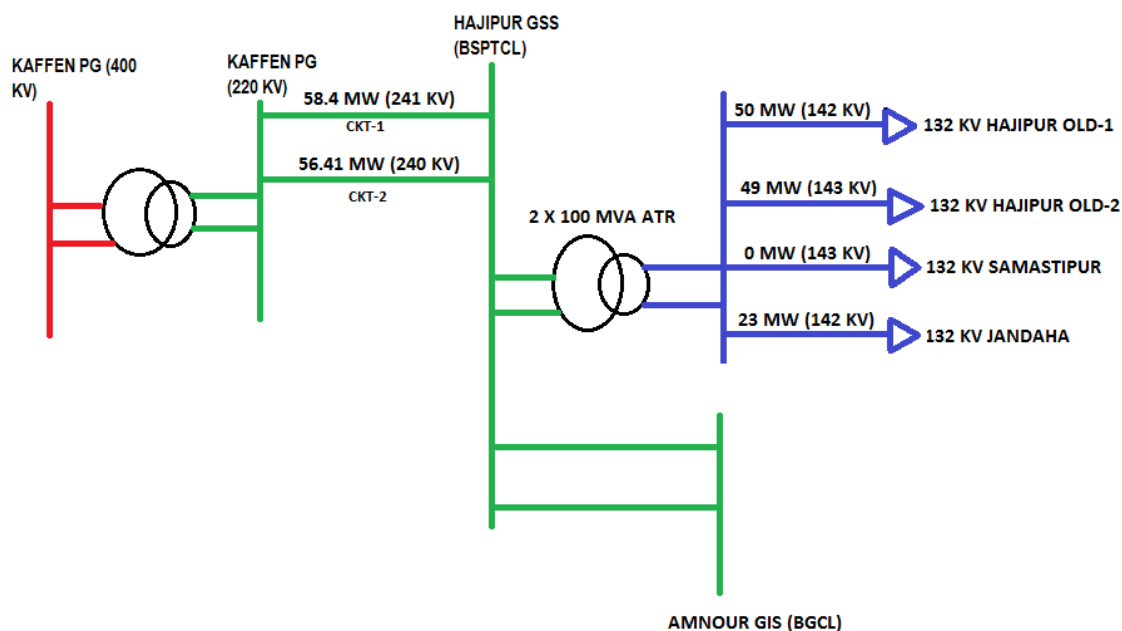 HAJIPUR GSS
(BSPTCL)
KAFFEN PG (400
KV)
KAFFEN PG
(220 KV)
58.4 MW (241 KV)
CKT-1
56.41 MW (240 KV)
CKT-2
2 X 100 MVA ATR
50 MW (142 KV)
132 KV HAJIPUR OLD-1
49 MW (143 KV)
132 KV HAJIPUR OLD-2
0 MW (143 KV)
132 KV SAMASTIPUR
23 MW (142 KV)
132 KV JANDAHA
AMNOUR GIS (BGCL)